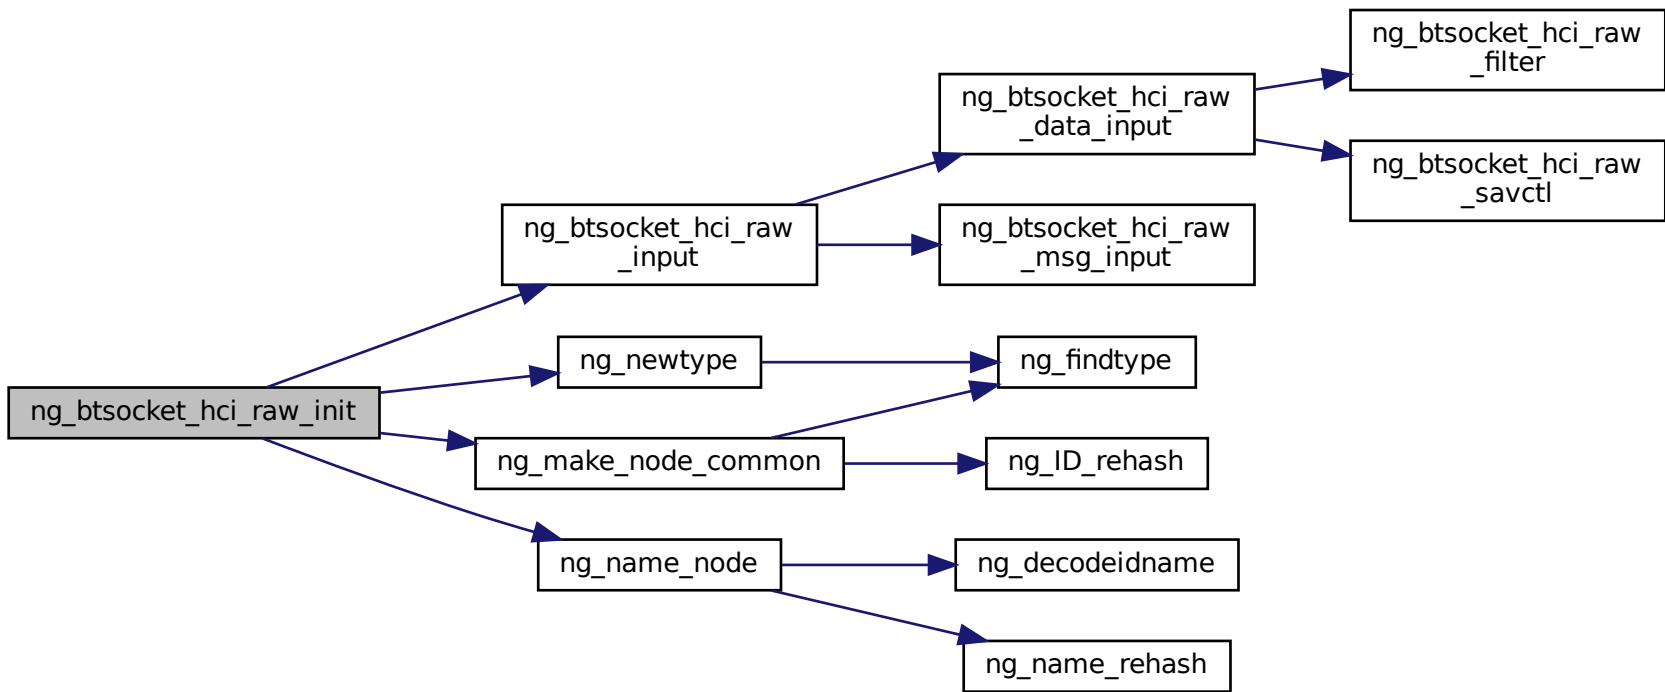 ng_btsocket_hci_raw_init
ng_btsocket_hci_raw
_input
ng_newtype
ng_make_node_common
ng_name_node
ng_btsocket_hci_raw
_data_input
ng_btsocket_hci_raw
_msg_input
ng_findtype
ng_ID_rehash
ng_decodeidname
ng_name_rehash
ng_btsocket_hci_raw
_filter
ng_btsocket_hci_raw
_savctl